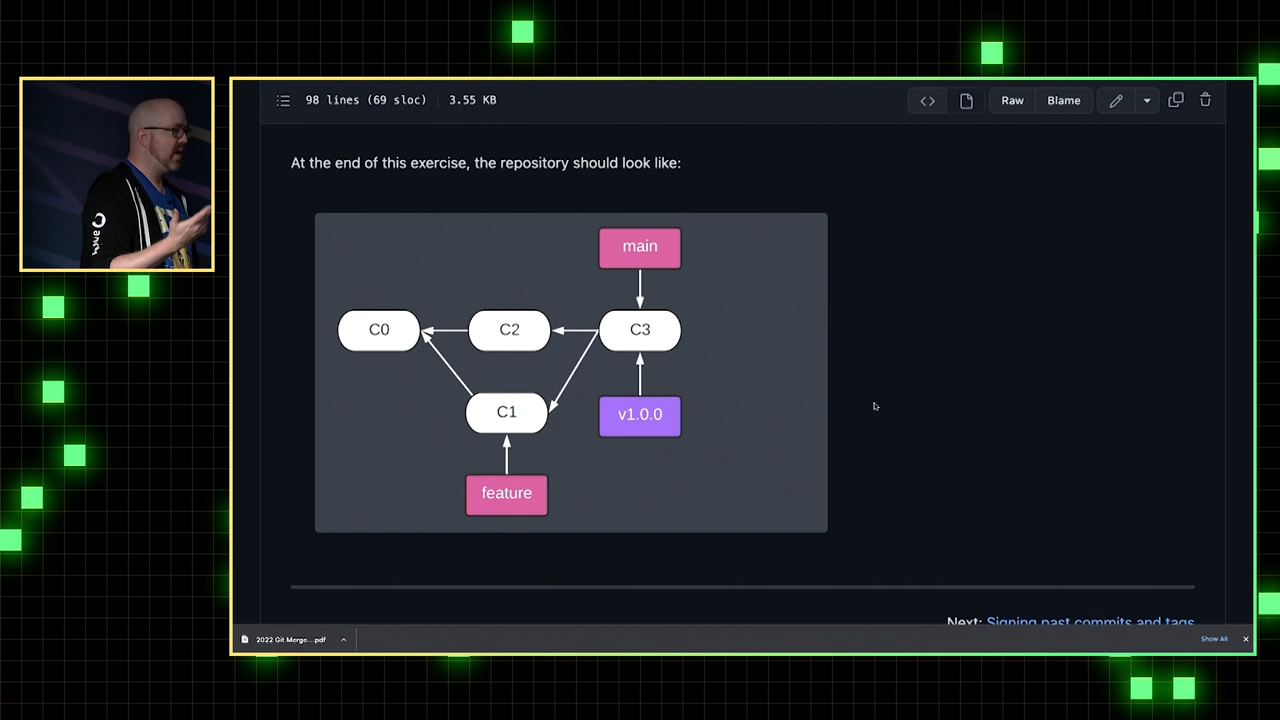 98 lines (69 sloc) 3.55 KB
Raw Blame
At the end of this exercise, the repository should look like:
main
C0 C2 C3
C1 v1.0.0
feature
Next: Signing past commits and tags
2022 Git Merge....pdf Show All